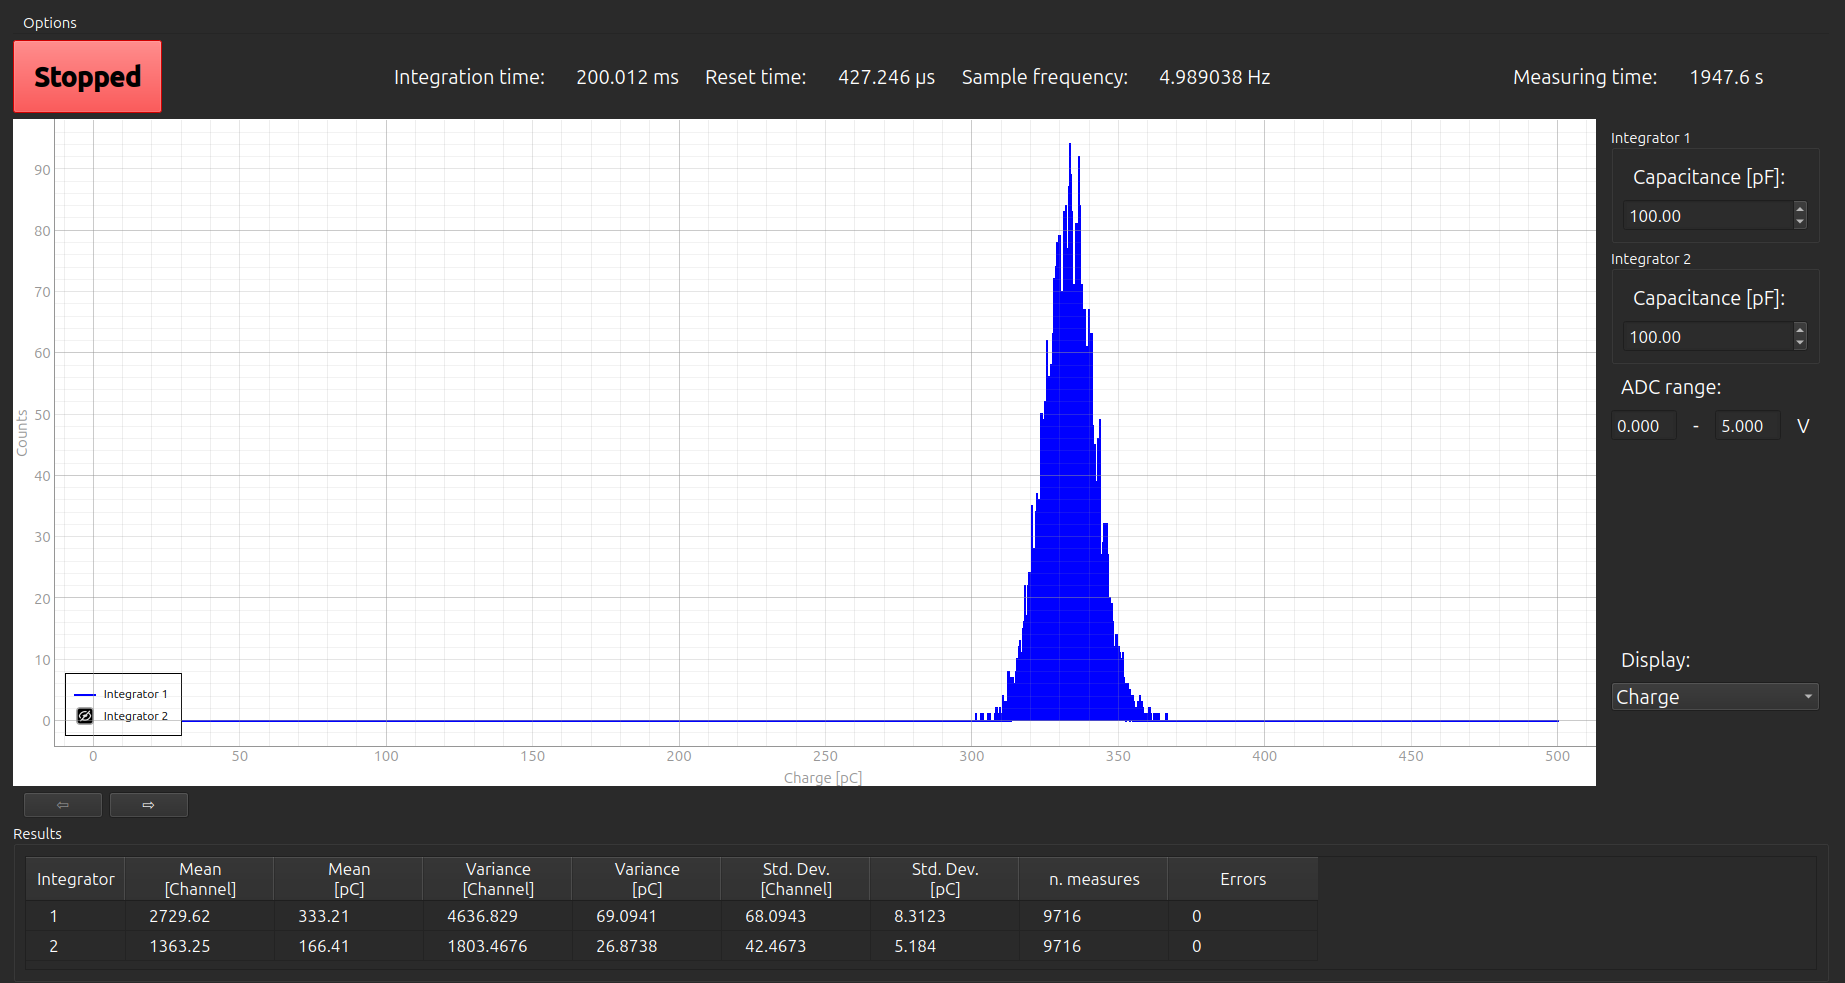 Options
Stopped
Integration time: 200.012 ms Reset time: 427.246 µs Sample frequency: 4.989038 Hz Measuring time: 1947.6 s
Counts
90
80
70
60
50
40
30
20
10
0
Integrator 1
Integrator 2
0 50 100 150 200 250 300 350 400 450 500
Charge [pC]
Integrator 1
Capacitance [pF]:
100.00
Integrator 2
Capacitance [pF]:
100.00
ADC range:
0.000 - 5.000 V
Display:
Charge
⇦ ⇨
Results
Integrator Mean [Channel] Mean [pC] Variance [Channel] Variance [pC] Std. Dev. [Channel] Std. Dev. [pC] n. measures Errors
1 2729.62 333.21 4636.829 69.0941 68.0943 8.3123 9716 0
2 1363.25 166.41 1803.4676 26.8738 42.4673 5.184 9716 0